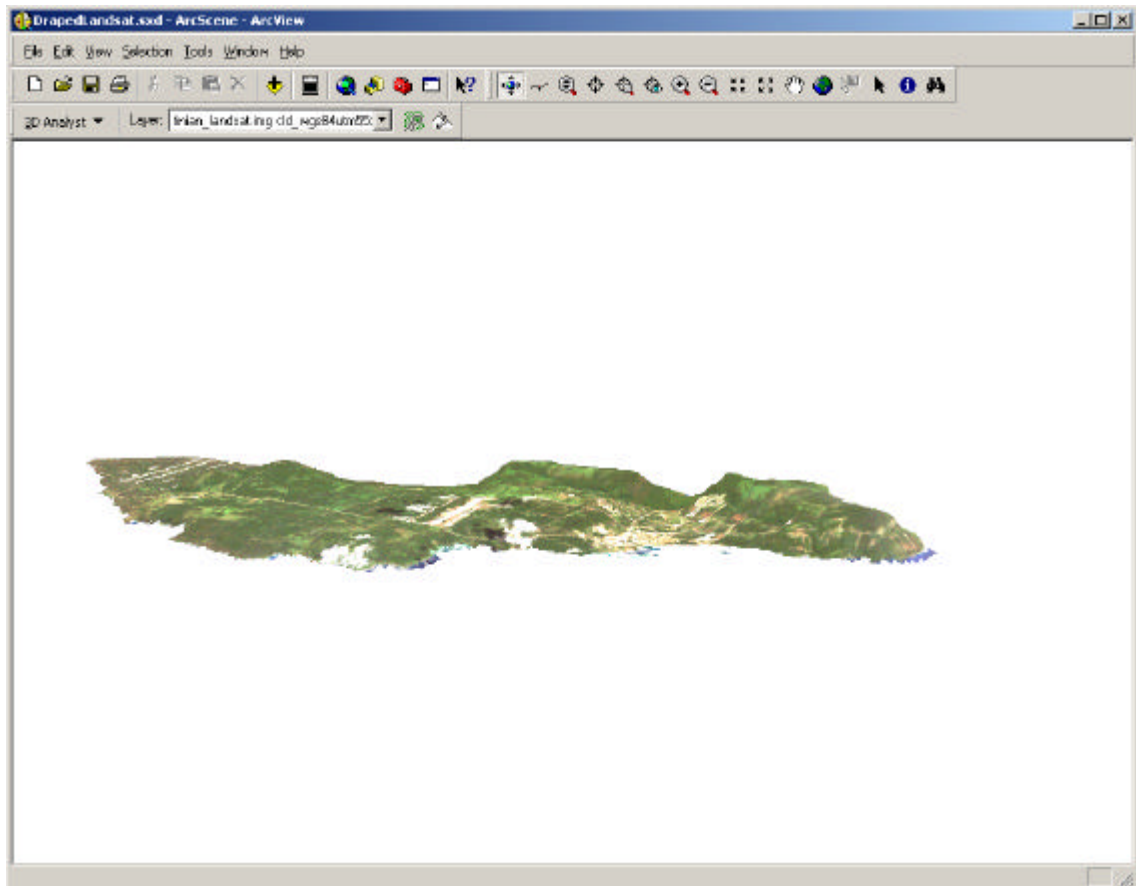 DrapedLandsat.sxd - ArcScene - ArcView
File Edit View Selection Tools Window Help
3D Analyst Layer: tinian_landsat.img